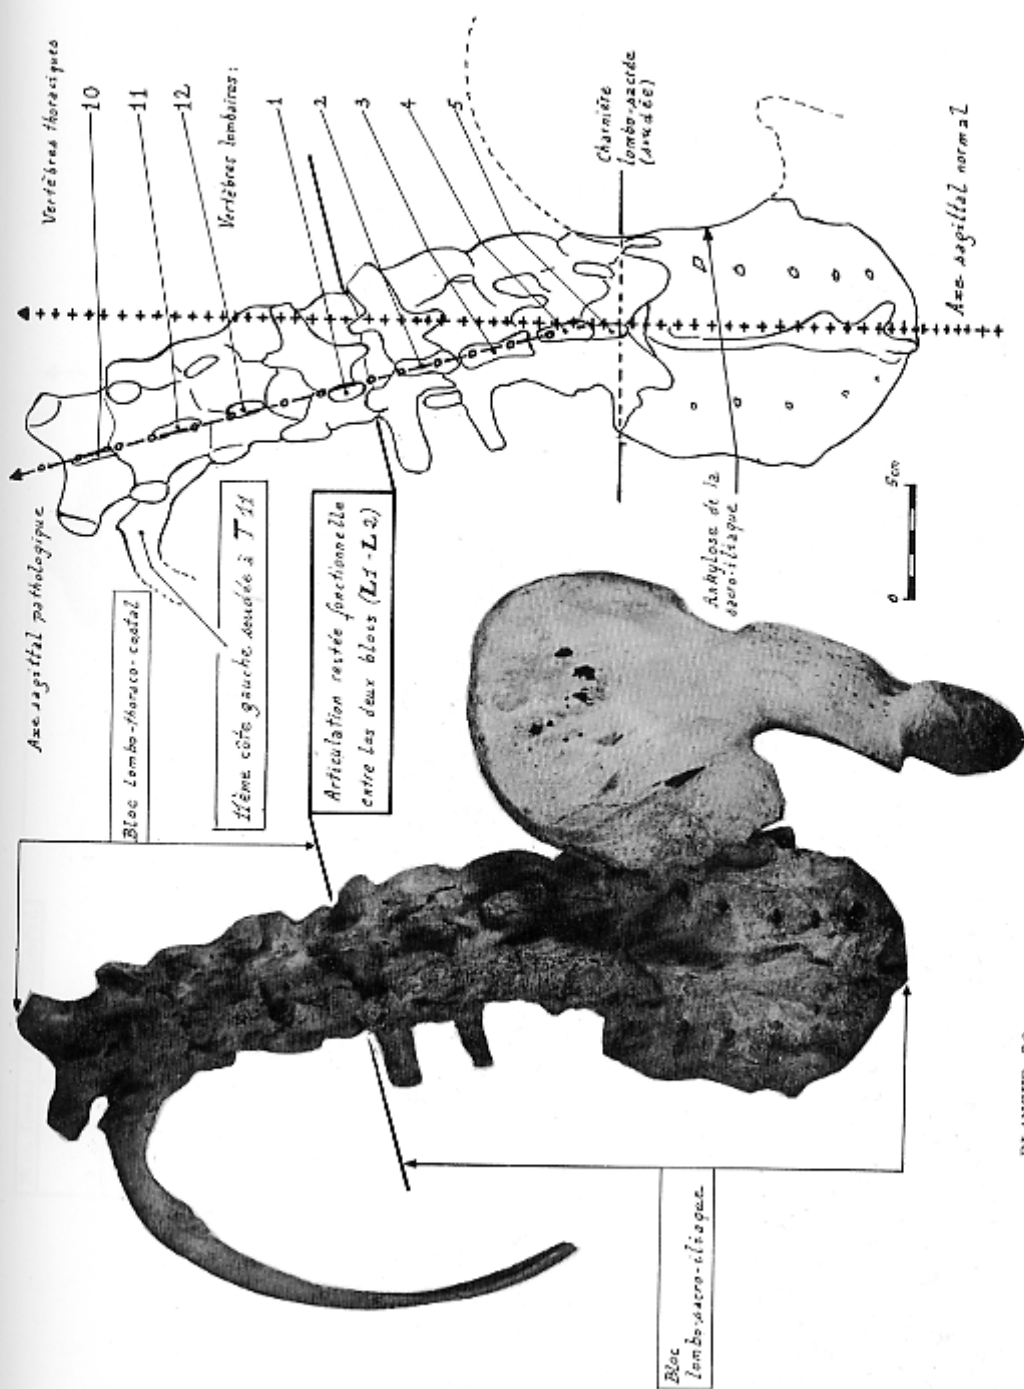 Vertèbres thoraciques
10
11
12
Vertèbres lombaires :
1
2
3
4
5
Charnière
lombo-sacrée
(soudée)
Axe sagittal normal
Axe sagittal pathologique
11ème côte gauche soudée à T 11
Articulation restée fonctionnelle
entre les deux blocs (L1 - L2)
Ankylose de la
sacro-iliaque
0
5cm
Bloc lombo-thoraco-costal
Bloc
lombo-sacro-iliaque